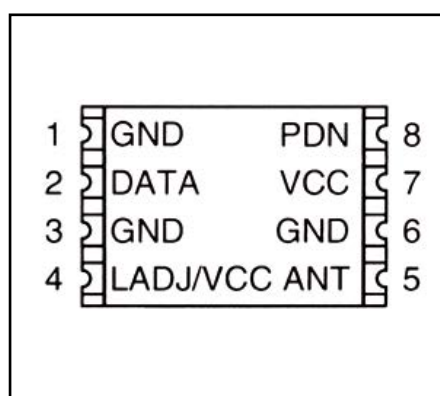 1 GND PDN 8
2 DATA VCC 7
3 GND GND 6
4 LADJ/VCC ANT 5